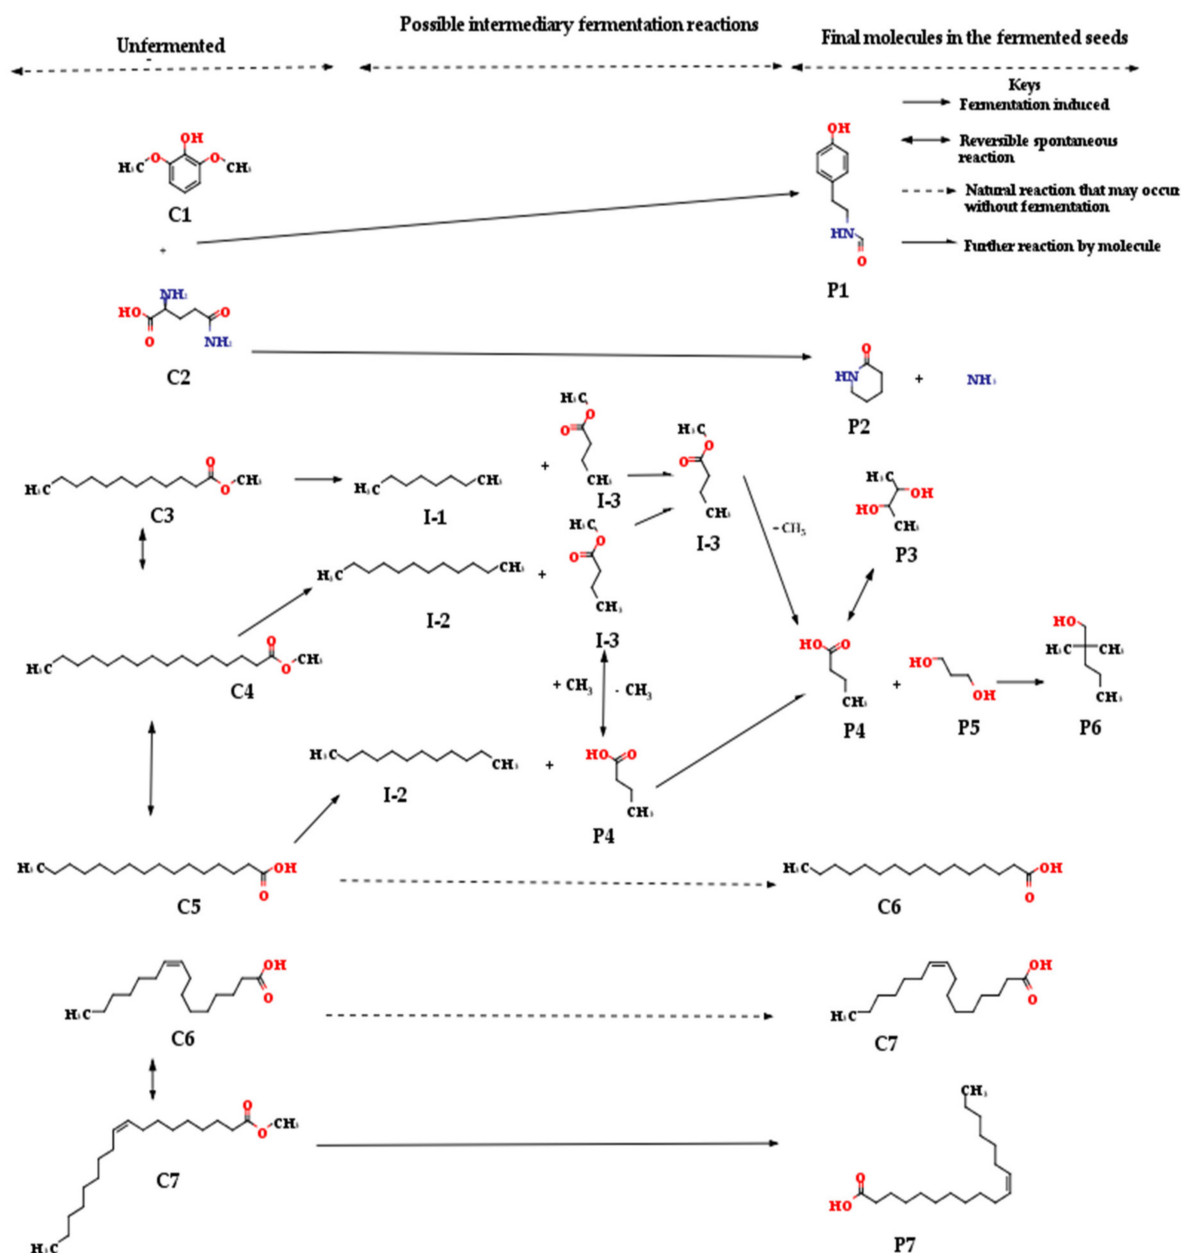 Possible intermediary fermentation reactions
Unfermented
Final molecules in the fermented seeds
Keys
Fermentation induced
Reversible spontaneous
reaction
Natural reaction that may occur
without fermentation
Further reaction by molecule
OH
H₃C O O CH₃
C1
+
OH
HN
O
P1
NH₂
HO O
O NH₂
C2
O
HN
+ NH₃
P2
H₃C O O CH₃
C3
H₃C CH₃
I-1
+
H₃C
O
O
CH₃
I-3
H₃C
O
O
CH₃
I-3
- CH₃
H₃C
OH
HO
CH₃
P3
H₃C CH₃
I-2
+
H₃C
O
O
CH₃
I-3
H₃C O O CH₃
C4
+ CH₃ - CH₃
HO O
CH₃
P4
+
HO
OH
P5
HO
H₃C CH₃
CH₃
P6
H₃C CH₃
I-2
+
HO O
CH₃
P4
H₃C OH
O
C5
H₃C OH
O
C6
OH
O
H₃C
C6
OH
O
H₃C
C7
O
O CH₃
H₃C
C7
CH₃
O
HO
P7